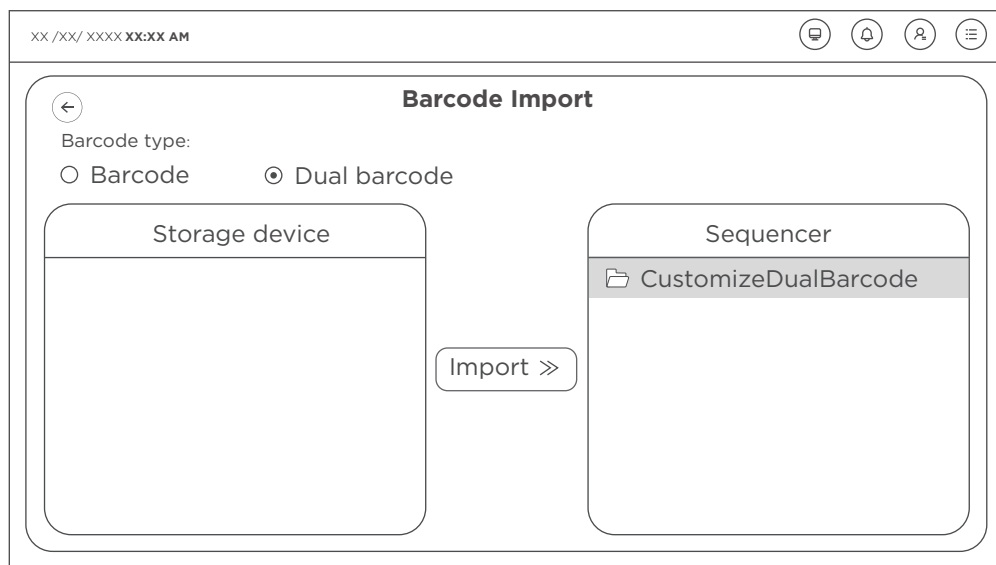 XX /XX/ XXXX XX:XX AM
Barcode Import
Barcode type:
Barcode Dual barcode
Storage device
Sequencer
CustomizeDualBarcode
Import